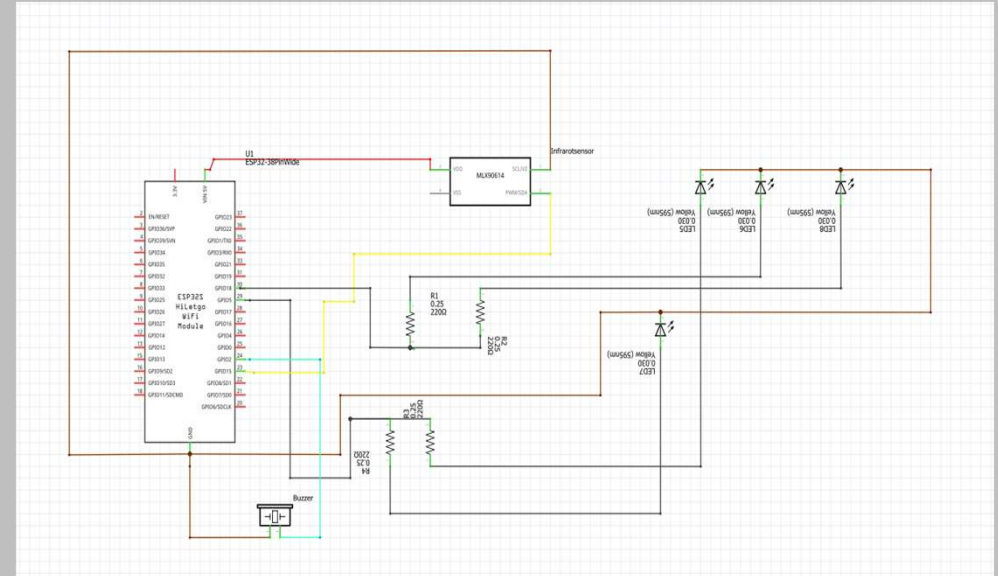 U1
ESP32-38PinWide
Infrarotsensor
3.3V
VIN 5V
VDD
SCL/VZ
MLX90614
VSS
PWM/SDA
EN/RESET
GPIO36/SVP
GPIO39/SVN
GPIO34
GPIO35
GPIO32
GPIO33
GPIO25
GPIO26
GPIO27
GPIO14
GPIO12
GPIO13
GPIO9/SD2
GPIO10/SD3
GPIO11/SDCMD
ESP32S
HiLetgo
WiFi
Module
GPIO23
GPIO22
GPIO1/TX0
GPIO3/RX0
GPIO21
GPIO19
GPIO18
GPIO5
GPIO17
GPIO16
GPIO4
GPIO0
GPIO2
GPIO15
GPIO8/SD1
GPIO7/SD0
GPIO6/SDCLK
GND
LED5
0.030
Yellow (595nm)
LED6
0.030
Yellow (595nm)
LED8
0.030
Yellow (595nm)
R1
0.25
220Ω
R2
0.25
220Ω
LED7
0.030
Yellow (595nm)
R3
0.25
220Ω
R4
0.25
220Ω
Buzzer